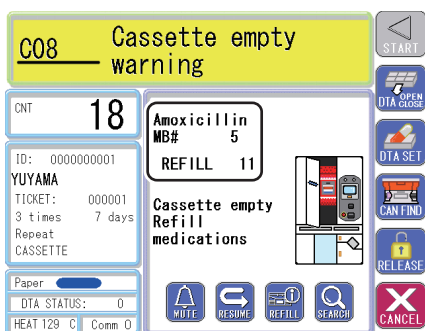 C08 Cassette empty
warning
START
DTA OPEN
CLOSE
CNT 18
ID: 0000000001
YUYAMA
TICKET: 000001
3 times 7 days
Repeat
CASSETTE
Amoxicillin
MB# 5
REFILL 11
Cassette empty
Refill
medications
DTA SET
CAN FIND
RELEASE
Paper
DTA STATUS: 0
HEAT 129 C Comm 0
MUTE
RESUME
REFILL
SEARCH
CANCEL